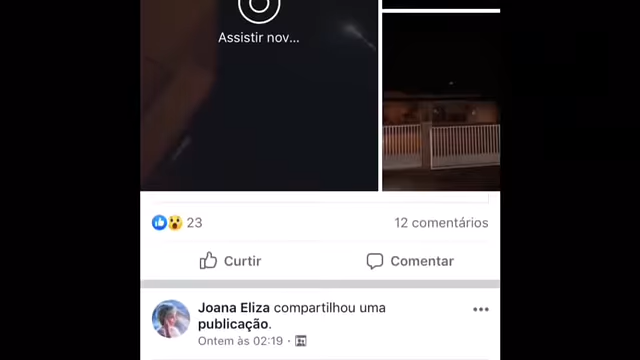 Assistir nov...
23
12 comentários
Curtir
Comentar
Joana Eliza compartilhou uma
publicação.
Ontem às 02:19 ·